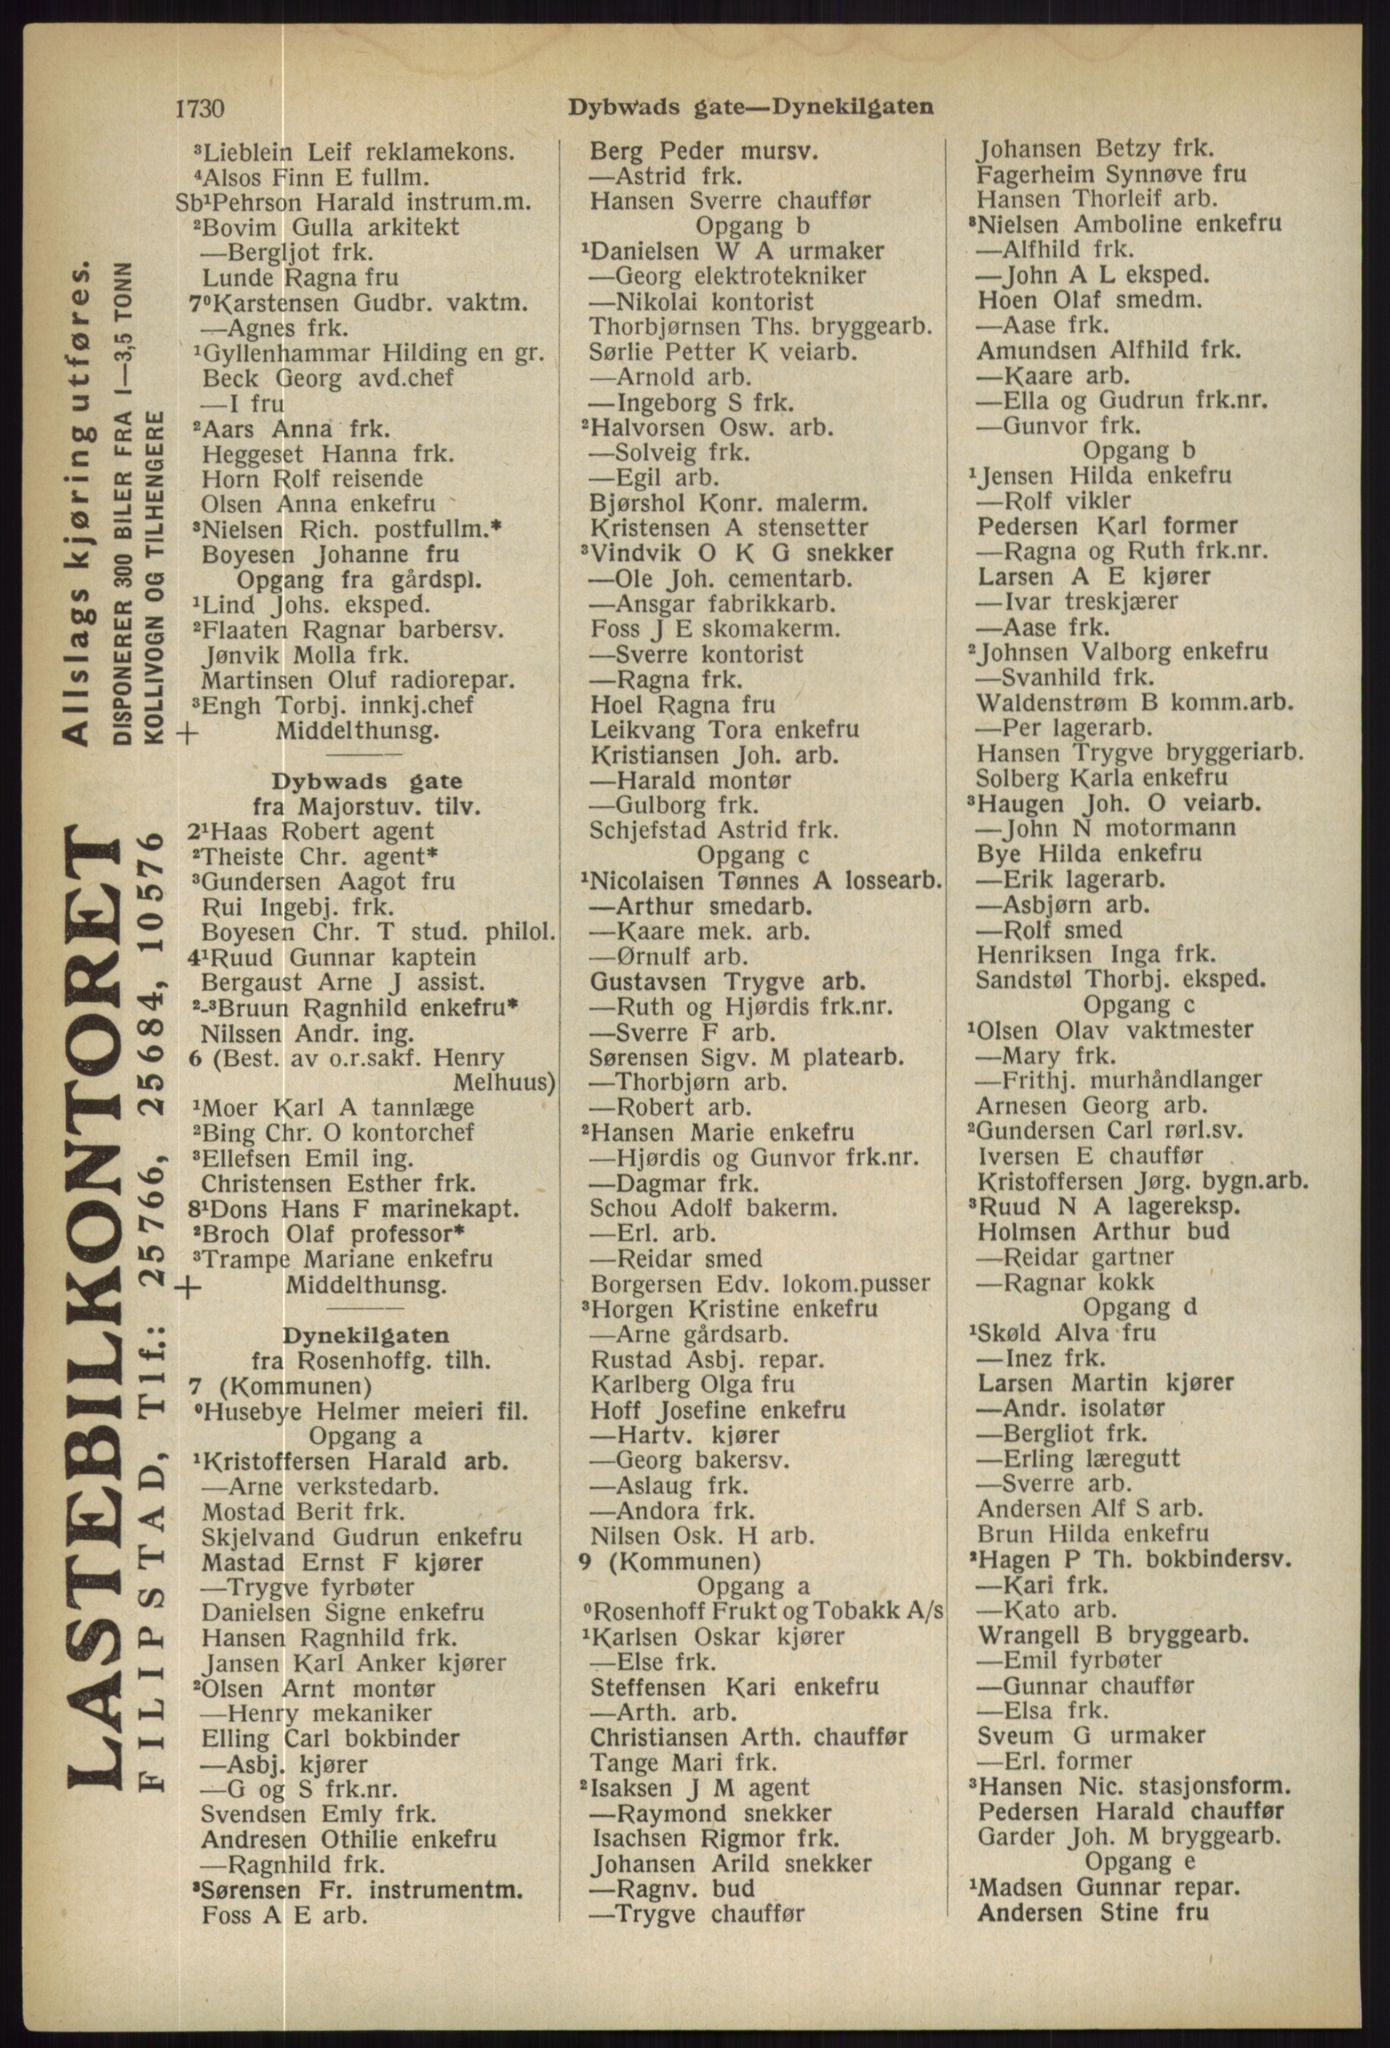 1730
Dybwads gate—Dynekilgaten
Allslags kjøring utføres.
DISPONERER 300 BILER FRA 1—3,5 TONN
KOLLIVOGN OG TILHENGERE
LASTEBILKONTORET
FILIPSTAD, Tlf.: 25766, 25684, 10576
³Lieblein Leif reklamekons.
⁴Alsos Finn E fullm.
Sb¹Pehrson Harald instrum.m.
²Bovim Gulla arkitekt
—Bergljot frk.
Lunde Ragna fru
7⁰Karstensen Gudbr. vaktm.
—Agnes frk.
¹Gyllenhammar Hilding en gr.
Beck Georg avd.chef
—I fru
²Aars Anna frk.
Heggeset Hanna frk.
Horn Rolf reisende
Olsen Anna enkefru
³Nielsen Rich. postfullm.*
Boyesen Johanne fru
Opgang fra gårdspl.
¹Lind Johs. eksped.
²Flaaten Ragnar barbersv.
Jønvik Molla frk.
Martinsen Oluf radiorepar.
³Engh Torbj. innkj.chef
+ Middelthunsg.
Dybwads gate
fra Majorstuv. tilv.
2¹Haas Robert agent
²Theiste Chr. agent*
³Gundersen Aagot fru
Rui Ingebj. frk.
Boyesen Chr. T stud. philol.
4¹Ruud Gunnar kaptein
Bergaust Arne J assist.
²-³Bruun Ragnhild enkefru*
Nilssen Andr. ing.
6 (Best. av o.r.sakf. Henry
Melhuus)
¹Moer Karl A tannlæge
²Bing Chr. O kontorchef
³Ellefsen Emil ing.
Christensen Esther frk.
8¹Dons Hans F marinekapt.
²Broch Olaf professor*
³Trampe Mariane enkefru
+ Middelthunsg.
Dynekilgaten
fra Rosenhoffg. tilh.
7 (Kommunen)
⁰Husebye Helmer meieri fil.
Opgang a
¹Kristoffersen Harald arb.
—Arne verkstedarb.
Mostad Berit frk.
Skjelvand Gudrun enkefru
Mastad Ernst F kjører
—Trygve fyrbøter
Danielsen Signe enkefru
Hansen Ragnhild frk.
Jansen Karl Anker kjører
²Olsen Arnt montør
—Henry mekaniker
Elling Carl bokbinder
—Asbj. kjører
—G og S frk.nr.
Svendsen Emly frk.
Andresen Othilie enkefru
—Ragnhild frk.
³Sørensen Fr. instrumentm.
Foss A E arb.
Berg Peder mursv.
—Astrid frk.
Hansen Sverre chauffør
Opgang b
¹Danielsen W A urmaker
—Georg elektrotekniker
—Nikolai kontorist
Thorbjørnsen Ths. bryggearb.
Sørlie Petter K veiarb.
—Arnold arb.
—Ingeborg S frk.
²Halvorsen Osw. arb.
—Solveig frk.
—Egil arb.
Bjørshol Konr. malerm.
Kristensen A stensetter
³Vindvik O K G snekker
—Ole Joh. cementarb.
—Ansgar fabrikkarb.
Foss J E skomakerm.
—Sverre kontorist
—Ragna frk.
Hoel Ragna fru
Leikvang Tora enkefru
Kristiansen Joh. arb.
—Harald montør
—Gulborg frk.
Schjefstad Astrid frk.
Opgang c
¹Nicolaisen Tønnes A lossearb.
—Arthur smedarb.
—Kaare mek. arb.
—Ørnulf arb.
Gustavsen Trygve arb.
—Ruth og Hjørdis frk.nr.
—Sverre F arb.
Sørensen Sigv. M platearb.
—Thorbjørn arb.
—Robert arb.
²Hansen Marie enkefru
—Hjørdis og Gunvor frk.nr.
—Dagmar frk.
Schou Adolf bakerm.
—Erl. arb.
—Reidar smed
Borgersen Edv. lokom.pusser
³Horgen Kristine enkefru
—Arne gårdsarb.
Rustad Asbj. repar.
Karlberg Olga fru
Hoff Josefine enkefru
—Hartv. kjører
—Georg bakersv.
—Aslaug frk.
—Andora frk.
Nilsen Osk. H arb.
9 (Kommunen)
Opgang a
⁰Rosenhoff Frukt og Tobakk A/s
¹Karlsen Oskar kjører
—Else frk.
Steffensen Kari enkefru
—Arth. arb.
Christiansen Arth. chauffør
Tange Mari frk.
²Isaksen J M agent
—Raymond snekker
Isachsen Rigmor frk.
Johansen Arild snekker
—Ragnv. bud
—Trygve chauffør
Johansen Betzy frk.
Fagerheim Synnøve fru
Hansen Thorleif arb.
³Nielsen Amboline enkefru
—Alfhild frk.
—John A L eksped.
Hoen Olaf smedm.
—Aase frk.
Amundsen Alfhild frk.
—Kaare arb.
—Ella og Gudrun frk.nr.
—Gunvor frk.
Opgang b
¹Jensen Hilda enkefru
—Rolf vikler
Pedersen Karl former
—Ragna og Ruth frk.nr.
Larsen A E kjører
—Ivar treskjærer
—Aase frk.
²Johnsen Valborg enkefru
—Svanhild frk.
Waldenstrøm B komm.arb.
—Per lagerarb.
Hansen Trygve bryggeriarb.
Solberg Karla enkefru
³Haugen Joh. O veiarb.
—John N motormann
Bye Hilda enkefru
—Erik lagerarb.
—Asbjørn arb.
—Rolf smed
Henriksen Inga frk.
Sandstøl Thorbj. eksped.
Opgang c
¹Olsen Olav vaktmester
—Mary frk.
—Frithj. murhåndlanger
Arnesen Georg arb.
²Gundersen Carl rørl.sv.
Iversen E chauffør
Kristoffersen Jørg. bygn.arb.
³Ruud N A lagereksp.
Holmsen Arthur bud
—Reidar gartner
—Ragnar kokk
Opgang d
¹Skøld Alva fru
—Inez frk.
Larsen Martin kjører
—Andr. isolatør
—Bergliot frk.
—Erling læregutt
—Sverre arb.
Andersen Alf S arb.
Brun Hilda enkefru
²Hagen P Th. bokbindersv.
—Kari frk.
—Kato arb.
Wrangell B bryggearb.
—Emil fyrbøter
—Gunnar chauffør
—Elsa frk.
Sveum G urmaker
—Erl. former
³Hansen Nic. stasjonsform.
Pedersen Harald chauffør
Garder Joh. M bryggearb.
Opgang e
¹Madsen Gunnar repar.
Andersen Stine fru